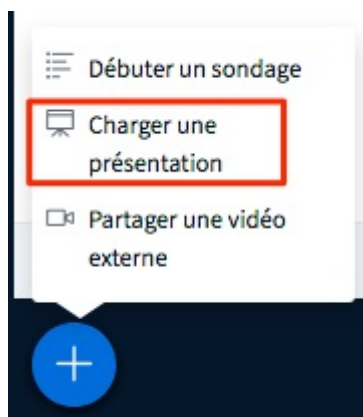 Débuter un sondage
Charger une
présentation
Partager une vidéo
externe